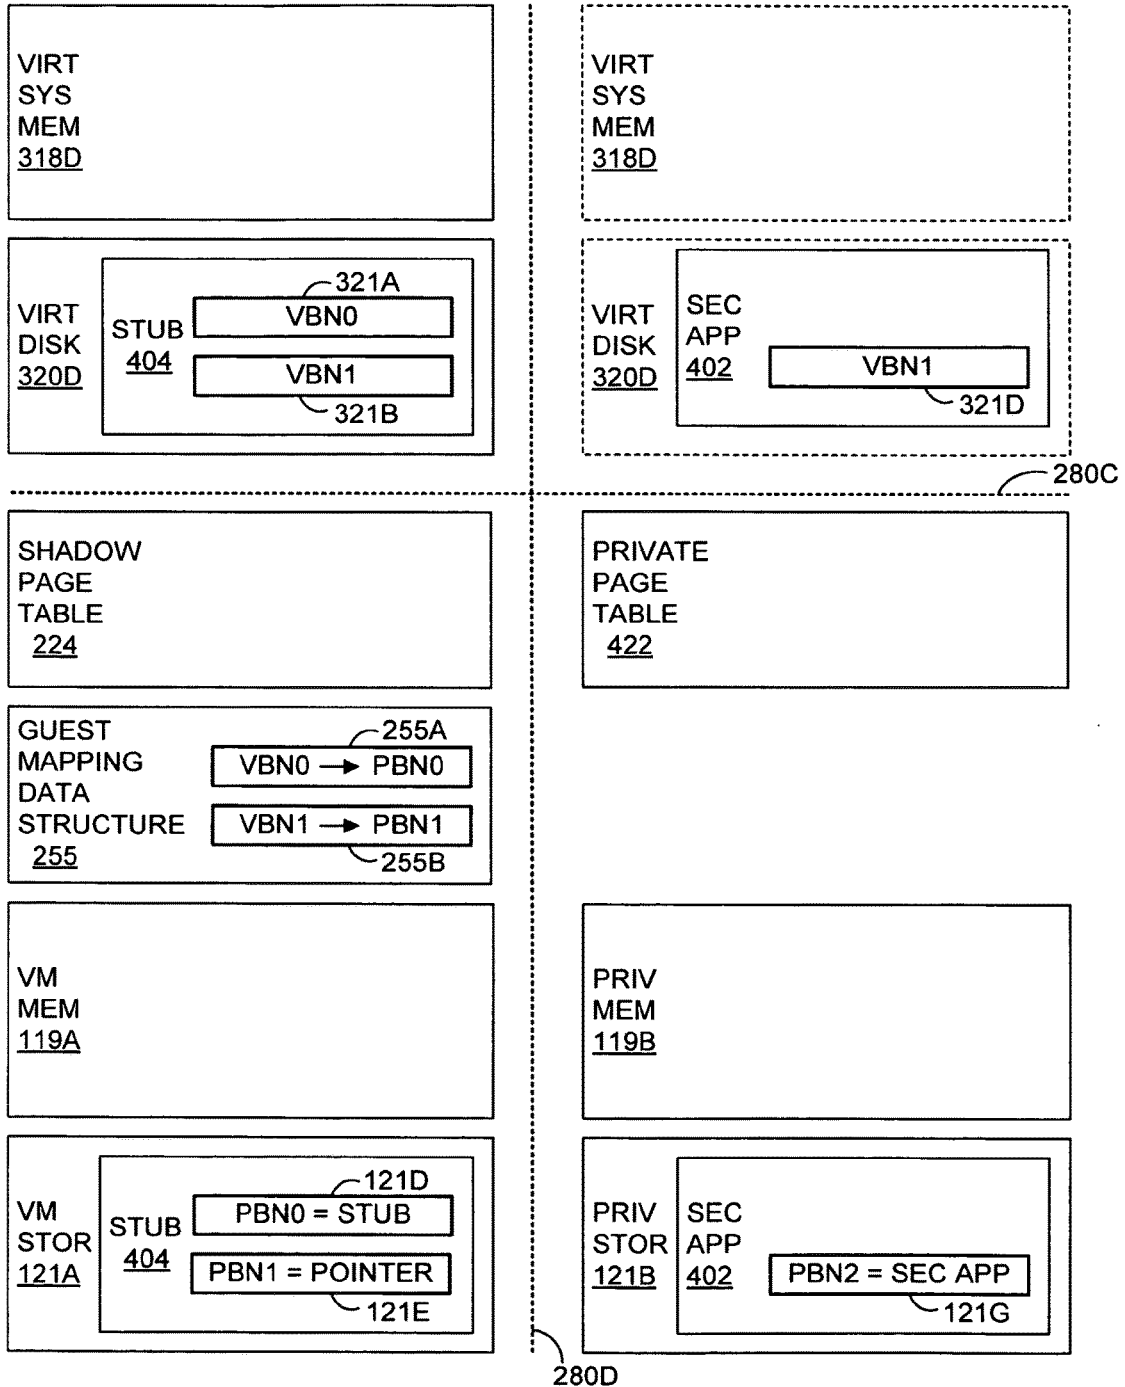 VIRT
SYS
MEM
318D
VIRT
SYS
MEM
318D
VIRT
DISK
320D
STUB
404
321A
VBN0
VBN1
321B
VIRT
DISK
320D
SEC
APP
402
VBN1
321D
280C
SHADOW
PAGE
TABLE
224
PRIVATE
PAGE
TABLE
422
GUEST
MAPPING
DATA
STRUCTURE
255
255A
VBN0 → PBN0
VBN1 → PBN1
255B
VM
MEM
119A
PRIV
MEM
119B
VM
STOR
121A
STUB
404
121D
PBN0 = STUB
PBN1 = POINTER
121E
PRIV
STOR
121B
SEC
APP
402
PBN2 = SEC APP
121G
280D